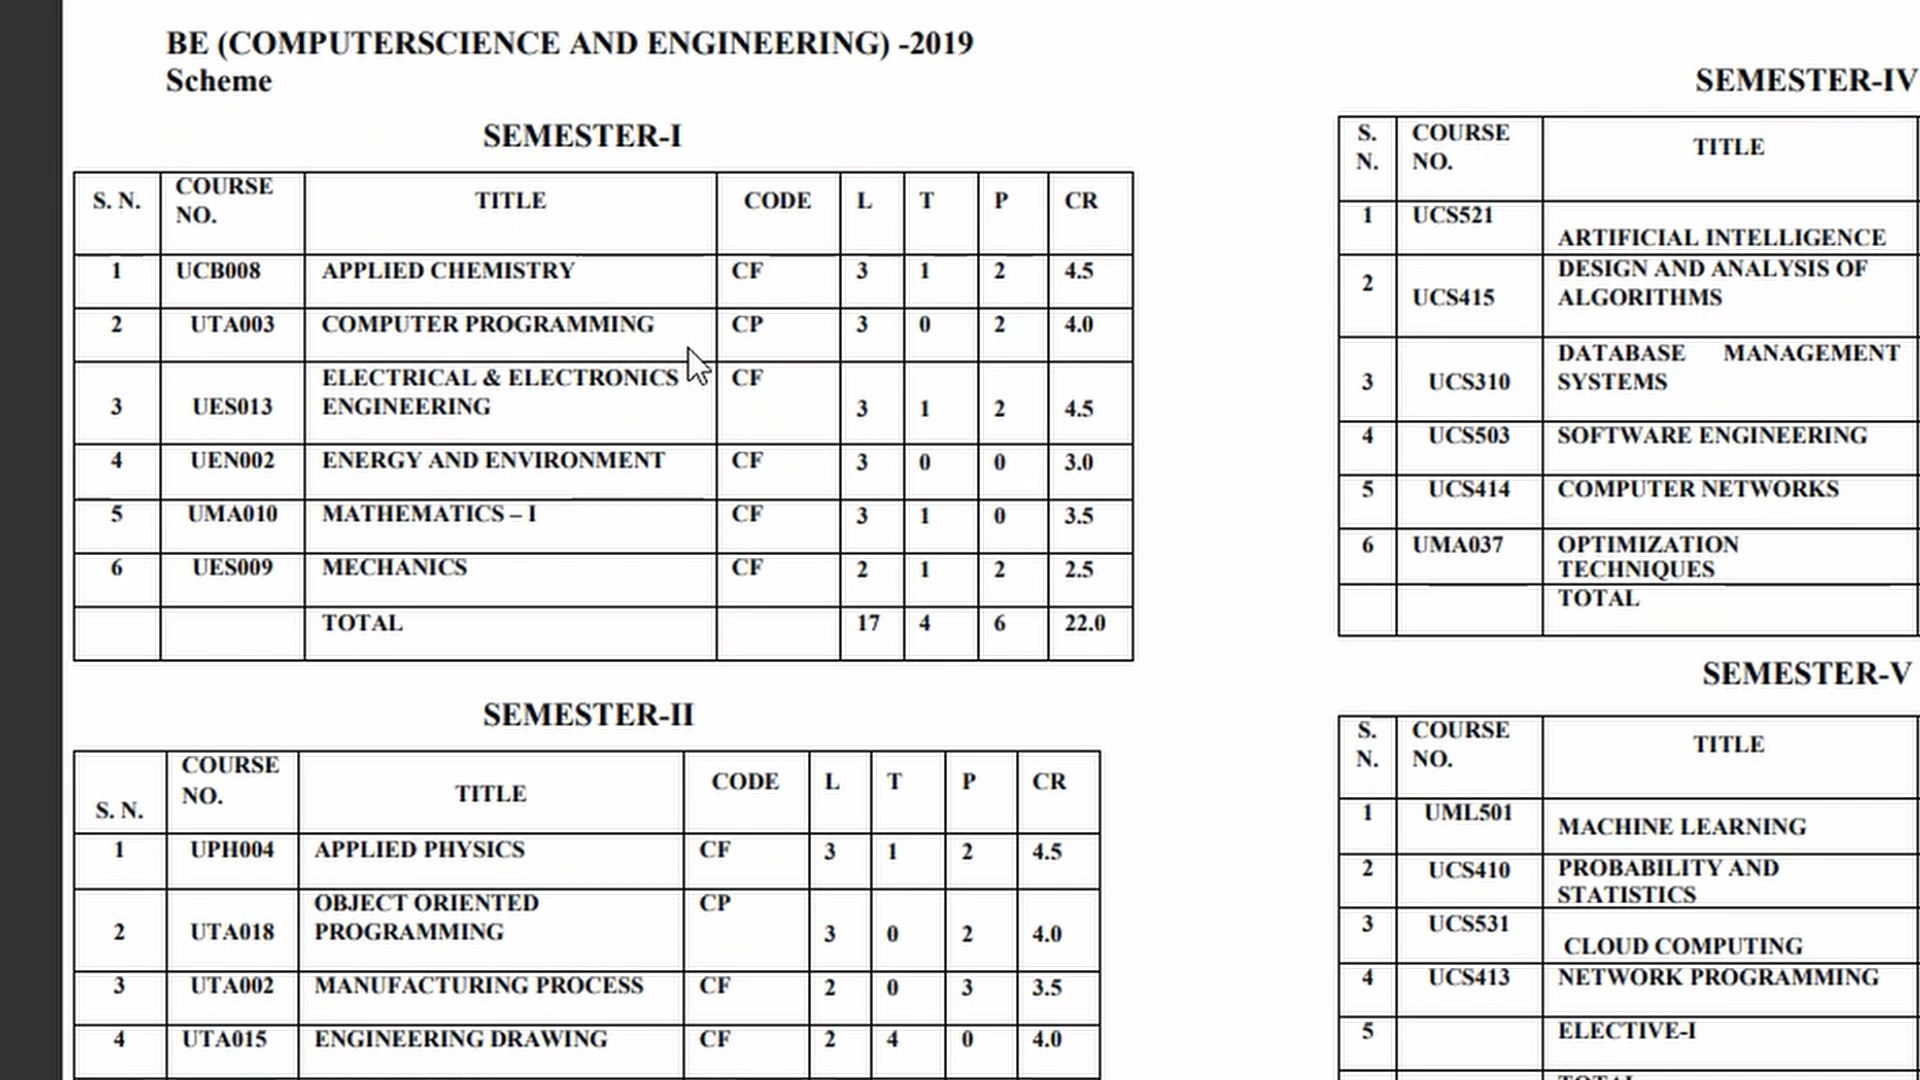 BE (COMPUTERSCIENCE AND ENGINEERING) -2019
Scheme
SEMESTER-I
S. N. COURSE NO. TITLE CODE L T P CR
1 UCB008 APPLIED CHEMISTRY CF 3 1 2 4.5
2 UTA003 COMPUTER PROGRAMMING CP 3 0 2 4.0
3 UES013 ELECTRICAL & ELECTRONICS ENGINEERING CF 3 1 2 4.5
4 UEN002 ENERGY AND ENVIRONMENT CF 3 0 0 3.0
5 UMA010 MATHEMATICS – I CF 3 1 0 3.5
6 UES009 MECHANICS CF 2 1 2 2.5
TOTAL 17 4 6 22.0
SEMESTER-II
S. N. COURSE NO. TITLE CODE L T P CR
1 UPH004 APPLIED PHYSICS CF 3 1 2 4.5
2 UTA018 OBJECT ORIENTED PROGRAMMING CP 3 0 2 4.0
3 UTA002 MANUFACTURING PROCESS CF 2 0 3 3.5
4 UTA015 ENGINEERING DRAWING CF 2 4 0 4.0
SEMESTER-IV
S. N. COURSE NO. TITLE
1 UCS521 ARTIFICIAL INTELLIGENCE
2 UCS415 DESIGN AND ANALYSIS OF ALGORITHMS
3 UCS310 DATABASE MANAGEMENT SYSTEMS
4 UCS503 SOFTWARE ENGINEERING
5 UCS414 COMPUTER NETWORKS
6 UMA037 OPTIMIZATION TECHNIQUES
TOTAL
SEMESTER-V
S. N. COURSE NO. TITLE
1 UML501 MACHINE LEARNING
2 UCS410 PROBABILITY AND STATISTICS
3 UCS531 CLOUD COMPUTING
4 UCS413 NETWORK PROGRAMMING
5 ELECTIVE-I